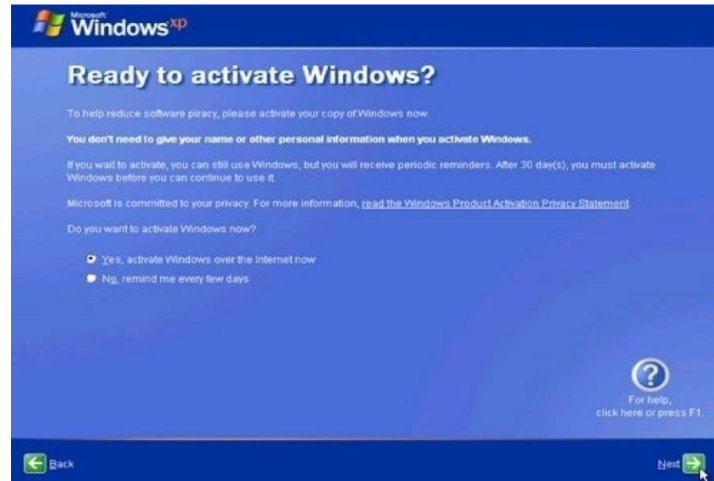 Microsoft
Windows xp
Ready to activate Windows?
To help reduce software piracy, please activate your copy of Windows now.
You don't need to give your name or other personal information when you activate Windows.
If you wait to activate, you can still use Windows, but you will receive periodic reminders. After 30 day(s), you must activate
Windows before you can continue to use it.
Microsoft is committed to your privacy. For more information, read the Windows Product Activation Privacy Statement.
Do you want to activate Windows now?
Yes, activate Windows over the Internet now
No, remind me every few days
For help,
click here or press F1.
Back
Next